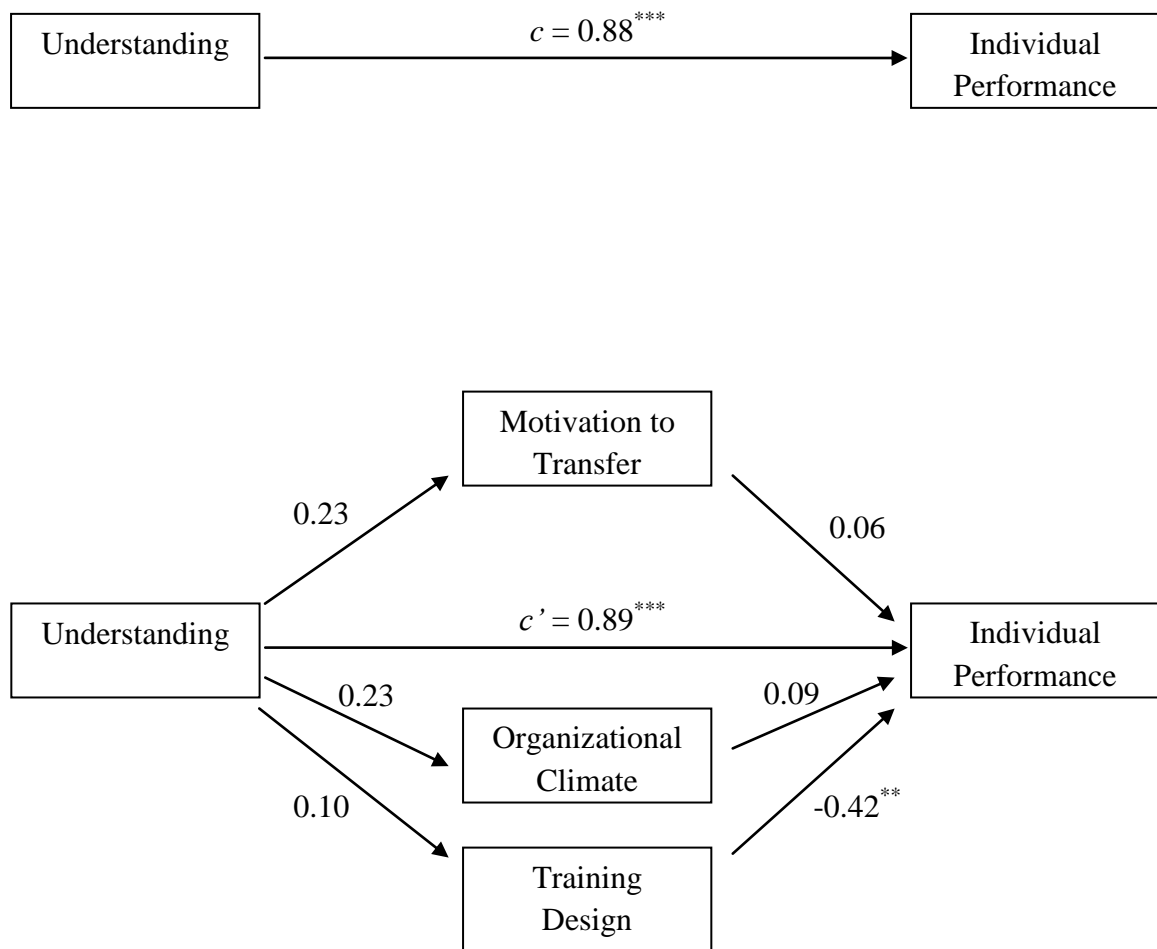 Understanding
c = 0.88***
Individual
Performance
Motivation to
Transfer
0.23
0.06
Understanding
c’ = 0.89***
Individual
Performance
0.23
0.09
Organizational
Climate
0.10
-0.42**
Training
Design